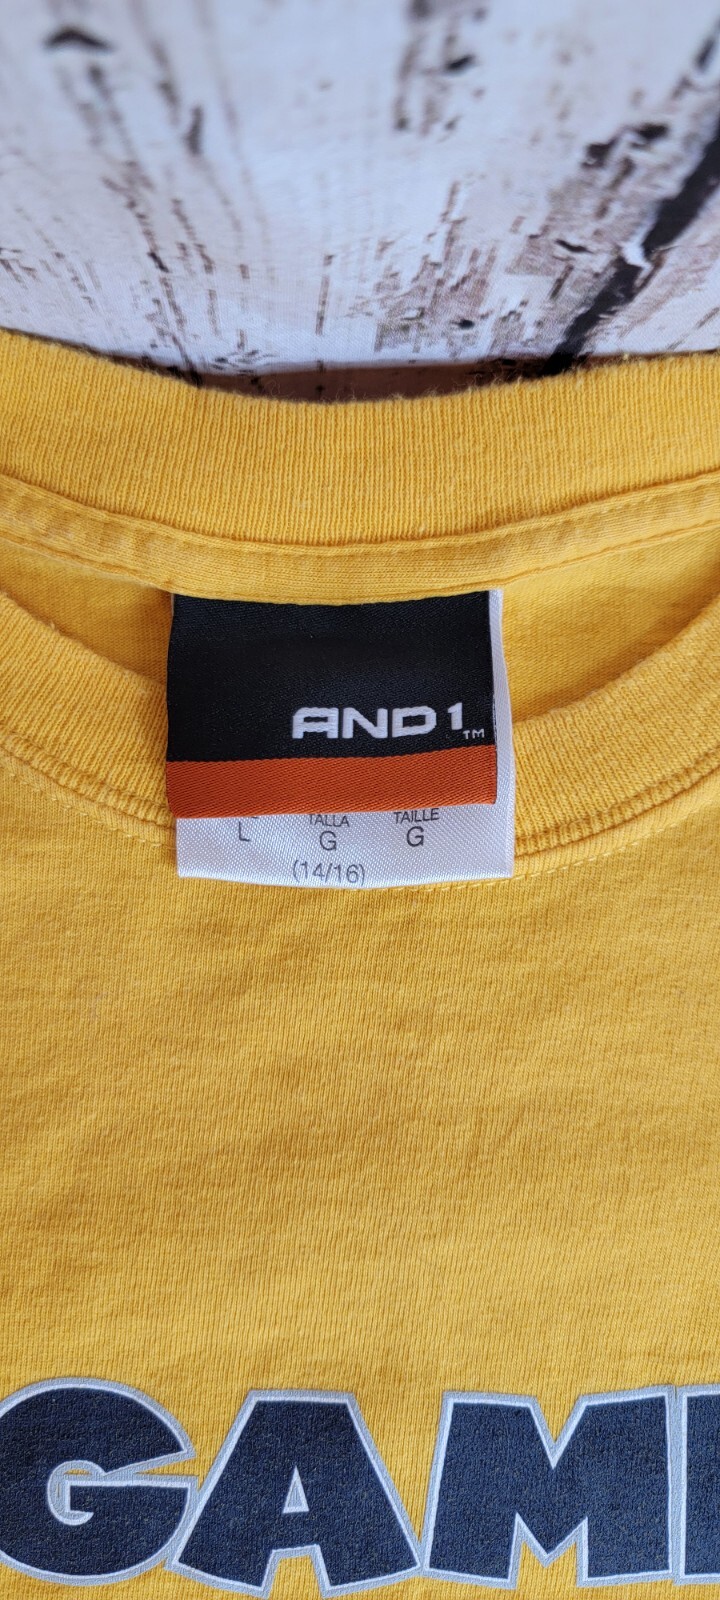 AND1™
TALLA TAILLE
L G G
(14/16)
GAM